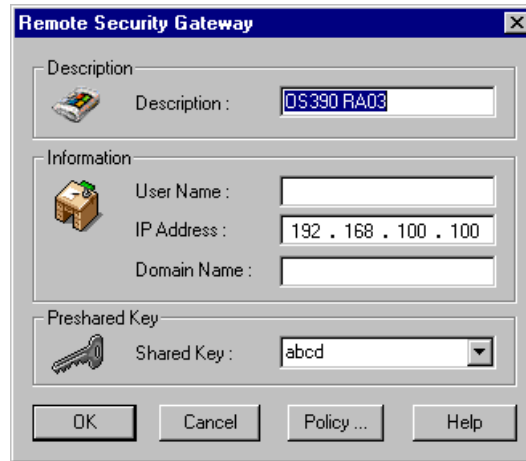 Remote Security Gateway
Description
Description : OS390 RA03
Information
User Name :
IP Address : 192 . 168 . 100 . 100
Domain Name :
Preshared Key
Shared Key : abcd
OK Cancel Policy ... Help